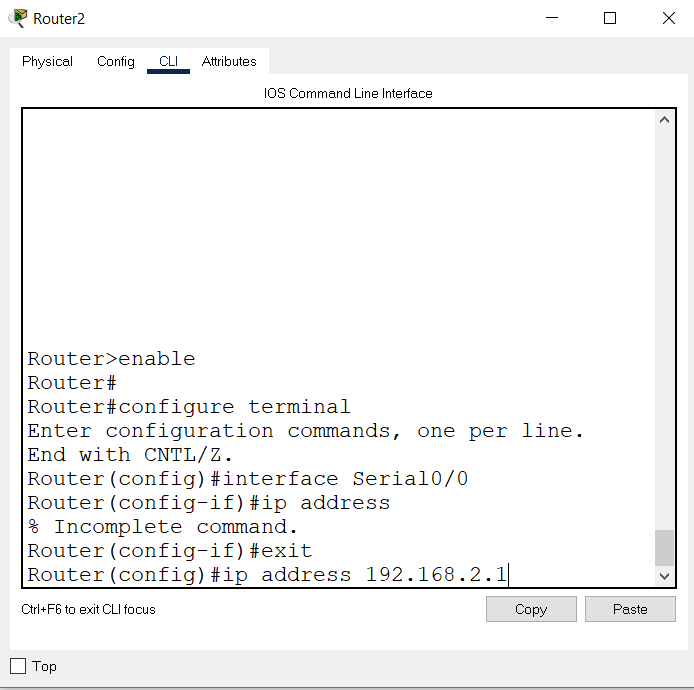 Router2
Physical Config CLI Attributes
IOS Command Line Interface
Router>enable
Router#
Router#configure terminal
Enter configuration commands, one per line.
End with CNTL/Z.
Router(config)#interface Serial0/0
Router(config-if)#ip address
% Incomplete command.
Router(config-if)#exit
Router(config)#ip address 192.168.2.1
Ctrl+F6 to exit CLI focus Copy Paste
Top